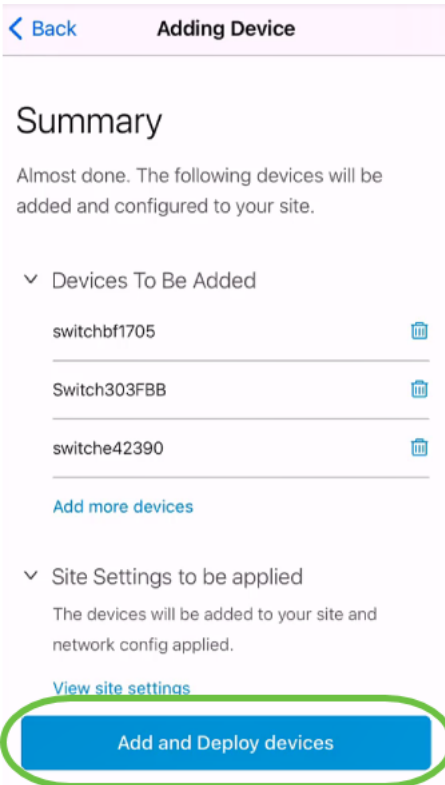 Back
Adding Device
Summary
Almost done. The following devices will be
added and configured to your site.
Devices To Be Added
switchbf1705
Switch303FBB
switche42390
Add more devices
Site Settings to be applied
The devices will be added to your site and
network config applied.
View site settings
Add and Deploy devices